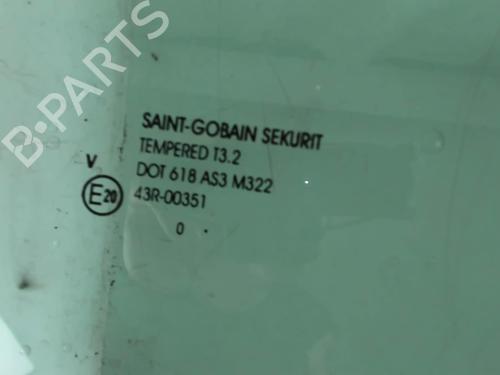 B-PARTS
SAINT-GOBAIN SEKURIT
TEMPERED T3.2
DOT 618 AS3 M322
V
E20
43R-00351
0